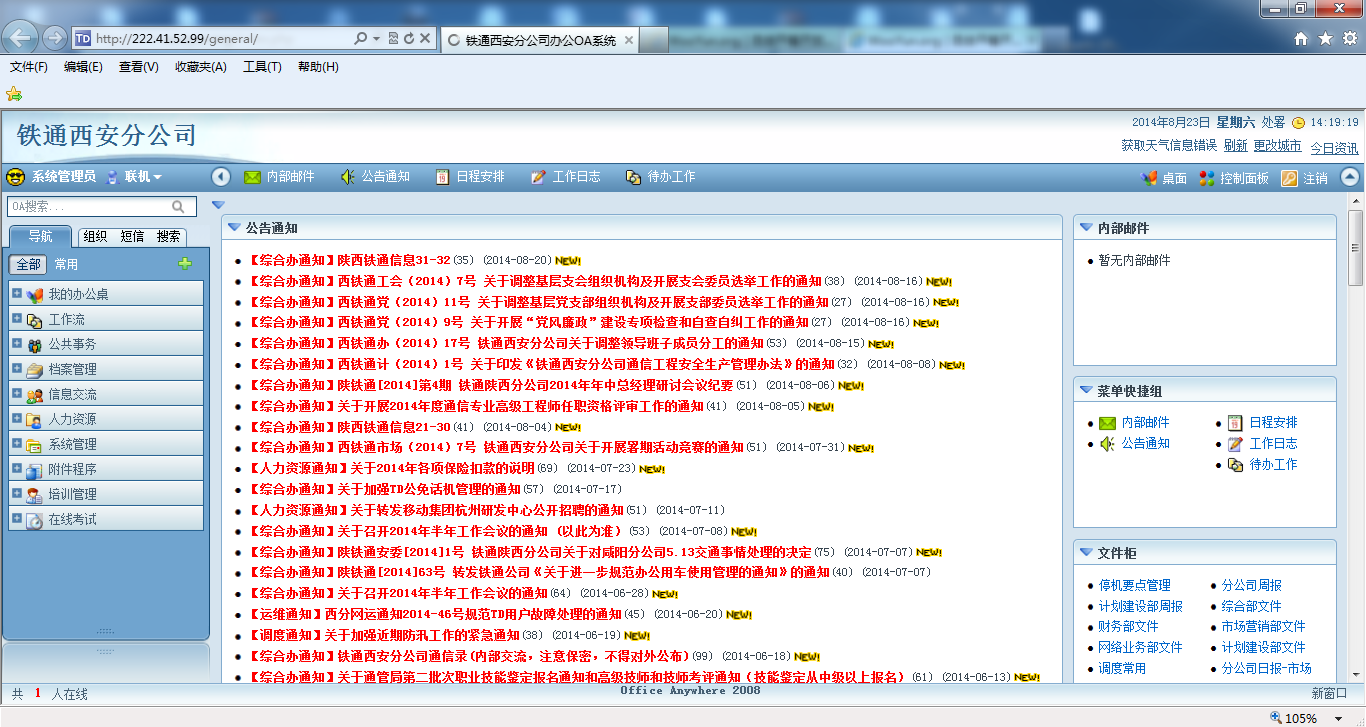 http://222.41.52.99/general/
铁通西安分公司办公OA系统
文件(F) 编辑(E) 查看(V) 收藏夹(A) 工具(T) 帮助(H)
铁通西安分公司
2014年8月23日 星期六 处署 14:19:19
获取天气信息错误 刷新 更改城市 今日资讯
系统管理员 联机 内部邮件 公告通知 日程安排 工作日志 待办工作 桌面 控制面板 注销
OA搜索...
导航 组织 短信 搜索
全部 常用
我的办公桌
工作流
公共事务
档案管理
信息交流
人力资源
系统管理
附件程序
培训管理
在线考试
公告通知
【综合办通知】陕西铁通信息31-32(35) (2014-08-20) NEW!
【综合办通知】西铁通工会（2014）7号 关于调整基层支会组织机构及开展支会委员选举工作的通知(38) (2014-08-16) NEW!
【综合办通知】西铁通党（2014）11号 关于调整基层党支部组织机构及开展支部委员选举工作的通知(27) (2014-08-16) NEW!
【综合办通知】西铁通党（2014）9号 关于开展“党风廉政”建设专项检查和自查自纠工作的通知(27) (2014-08-16) NEW!
【综合办通知】西铁通办（2014）17号 铁通西安分公司关于调整领导班子成员分工的通知(53) (2014-08-15) NEW!
【综合办通知】西铁通计（2014）1号 关于印发《铁通西安分公司通信工程安全生产管理办法》的通知(32) (2014-08-08) NEW!
【综合办通知】陕铁通[2014]第4期 铁通陕西分公司2014年年中总经理研讨会议纪要(51) (2014-08-06) NEW!
【综合办通知】关于开展2014年度通信专业高级工程师任职资格评审工作的通知(41) (2014-08-05) NEW!
【综合办通知】陕西铁通信息21-30(41) (2014-08-04) NEW!
【综合办通知】西铁通市场（2014）7号 铁通西安分公司关于开展暑期活动竞赛的通知(51) (2014-07-31) NEW!
【人力资源通知】关于2014年各项保险扣款的说明(69) (2014-07-23) NEW!
【综合办通知】关于加强TD公免话机管理的通知(57) (2014-07-17)
【人力资源通知】关于转发移动集团杭州研发中心公开招聘的通知(51) (2014-07-11)
【综合办通知】关于召开2014年半年工作会议的通知 （以此为准）(53) (2014-07-08) NEW!
【综合办通知】陕铁通安委[2014]1号 铁通陕西分公司关于对咸阳分公司5.13交通事情处理的决定(75) (2014-07-07) NEW!
【综合办通知】陕铁通[2014]63号 转发铁通公司《关于进一步规范办公用车使用管理的通知》的通知(40) (2014-07-07)
【综合办通知】关于召开2014年半年工作会议的通知(64) (2014-06-28) NEW!
【运维通知】西分网运通知2014-46号规范TD用户故障处理的通知(45) (2014-06-20) NEW!
【调度通知】关于加强近期防汛工作的紧急通知(38) (2014-06-19) NEW!
【综合办通知】铁通西安分公司通信录(内部交流，注意保密，不得对外公布)(99) (2014-06-18) NEW!
【综合办通知】关于通管局第二批次职业技能鉴定报名通知和高级技师和技师考评通知（技能鉴定从中级以上报名）(61) (2014-06-13) NEW!
内部邮件
暂无内部邮件
菜单快捷组
内部邮件 日程安排
公告通知 工作日志
待办工作
文件柜
停机要点管理 分公司周报
计划建设部周报 综合部文件
财务部文件 市场营销部文件
网络业务部文件 计划建设部文件
调度常用 分公司日报-市场
共 1 人在线
Office Anywhere 2008
新窗口
105%